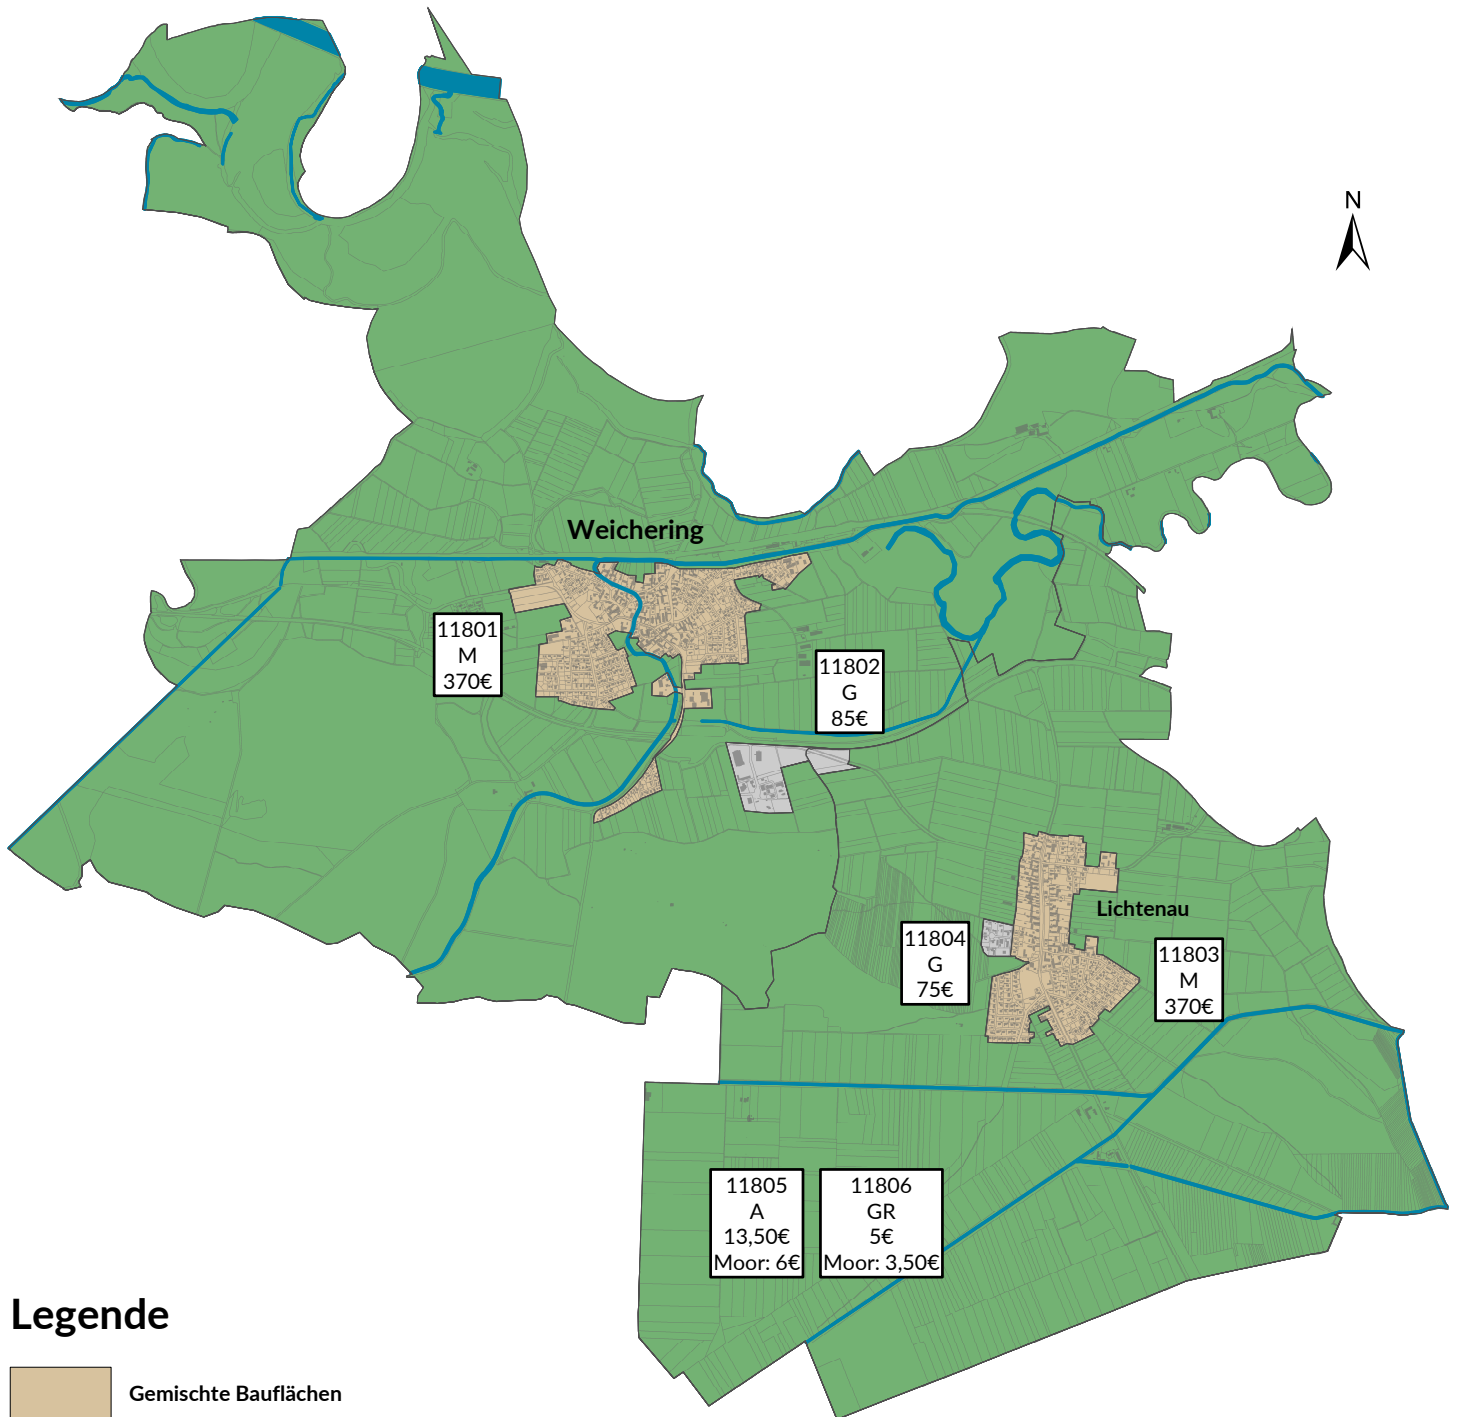 N
Weichering
11801
M
370€
11802
G
85€
Lichtenau
11804
G
75€
11803
M
370€
11805
A
13,50€
Moor: 6€
11806
GR
5€
Moor: 3,50€
Legende
Gemischte Bauflächen